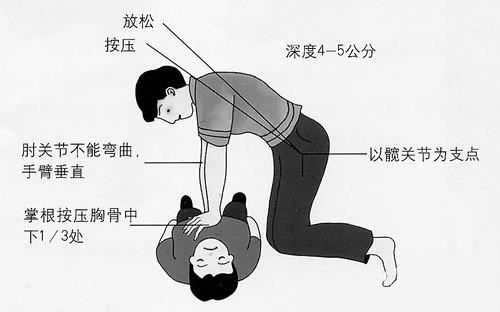 放松
按压
深度4-5公分
肘关节不能弯曲,
手臂垂直
以髋关节为支点
掌根按压胸骨中
下1/3处